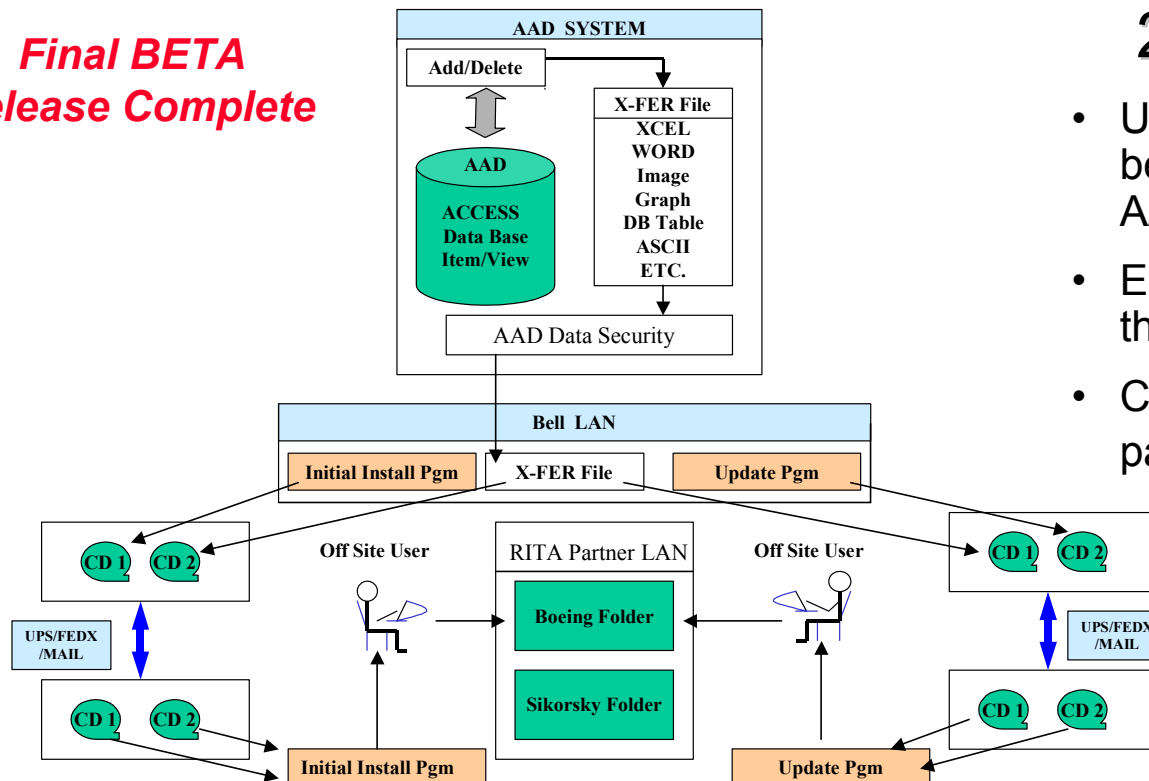 Final BETA
elease Complete
AAD SYSTEM
Add/Delete
X-FER File
XCEL
WORD
Image
Graph
DB Table
ASCII
ETC.
AAD
ACCESS
Data Base
Item/View
AAD Data Security
Bell LAN
Initial Install Pgm
X-FER File
Update Pgm
CD 1
CD 2
Off Site User
RITA Partner LAN
Off Site User
CD 1
CD 2
Boeing Folder
UPS/FEDX
/MAIL
UPS/FEDX
/MAIL
Sikorsky Folder
CD 1
CD 2
CD 1
CD 2
Initial Install Pgm
Update Pgm
2
• U
be
A
• E
th
• C
pa